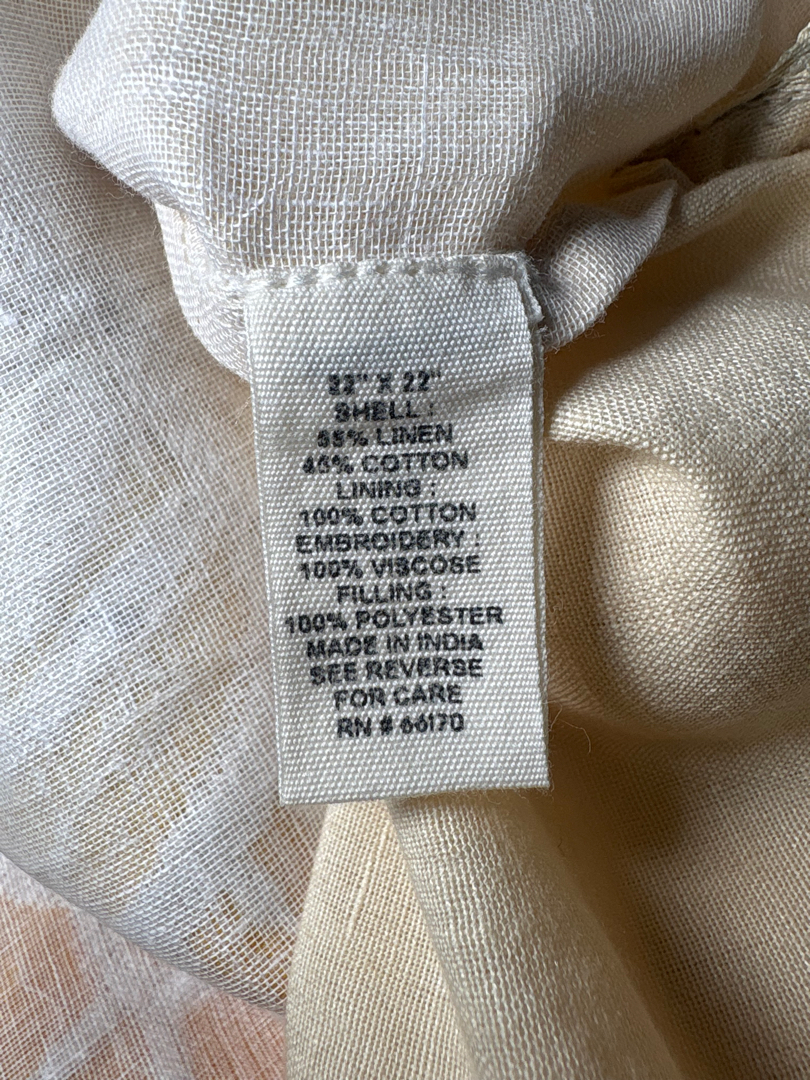 22" X 22"
SHELL :
55% LINEN
45% COTTON
LINING :
100% COTTON
EMBROIDERY :
100% VISCOSE
FILLING :
100% POLYESTER
MADE IN INDIA
SEE REVERSE
FOR CARE
RN # 66170